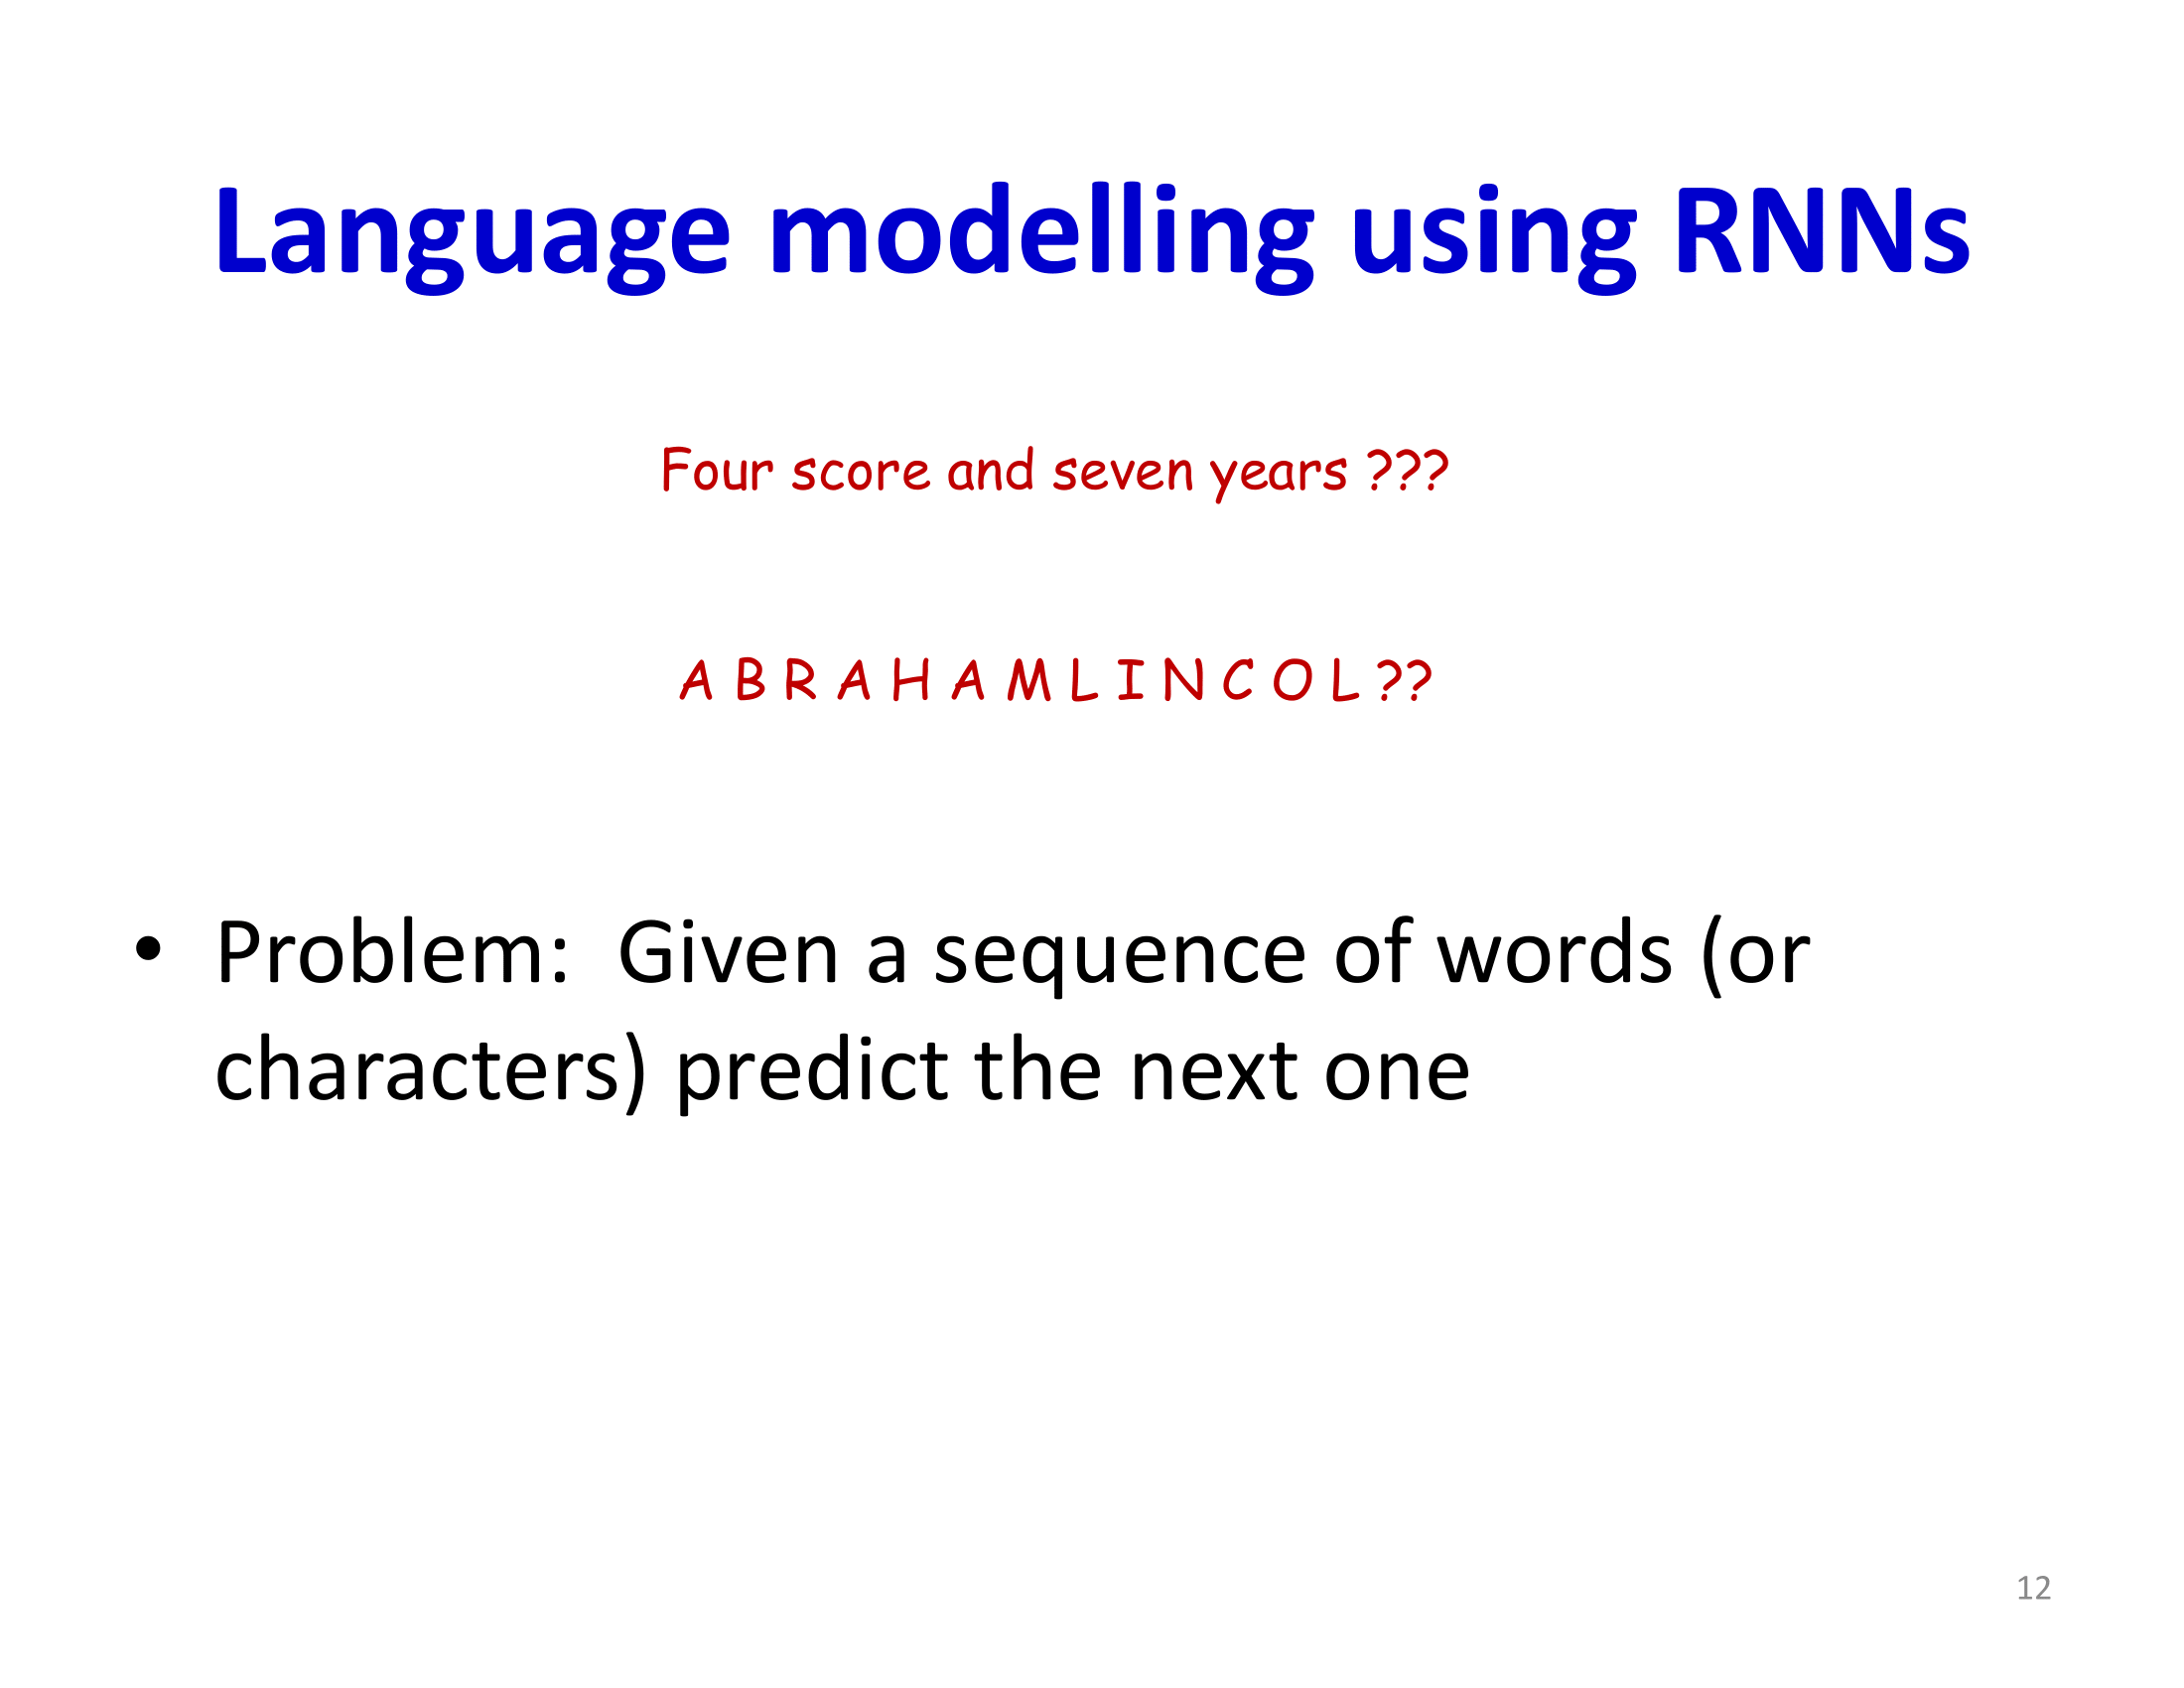 Language modelling using RNNs
Four score and seven years ???
A B R A H A M L I N C O L ??
• Problem: Given a sequence of words (or
characters) predict the next one
12